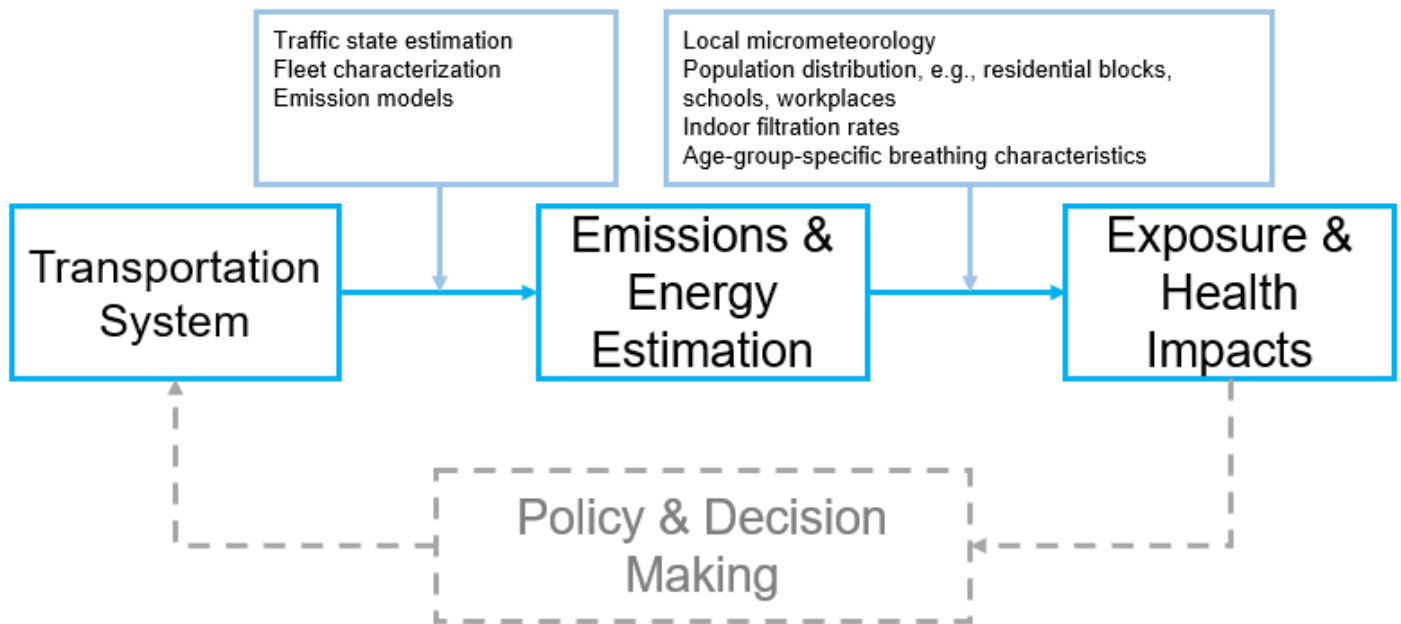 Traffic state estimation
Fleet characterization
Emission models
Local micrometeorology
Population distribution, e.g., residential blocks,
schools, workplaces
Indoor filtration rates
Age-group-specific breathing characteristics
Transportation
System
Emissions &
Energy
Estimation
Exposure &
Health
Impacts
Policy & Decision
Making